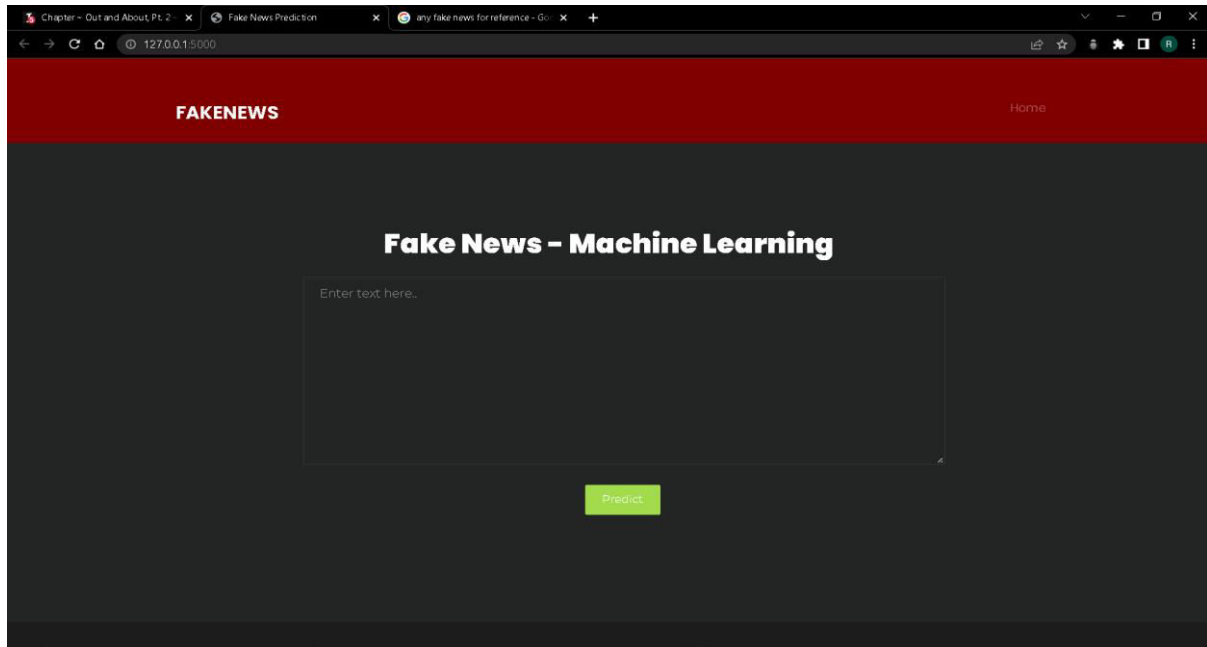 Chapter ~ Out and About, Pt. 2 -
Fake News Prediction
any fake news for reference - Goo
127.0.0.1:5000
R
FAKENEWS
Home
Fake News - Machine Learning
Enter text here..
Predict